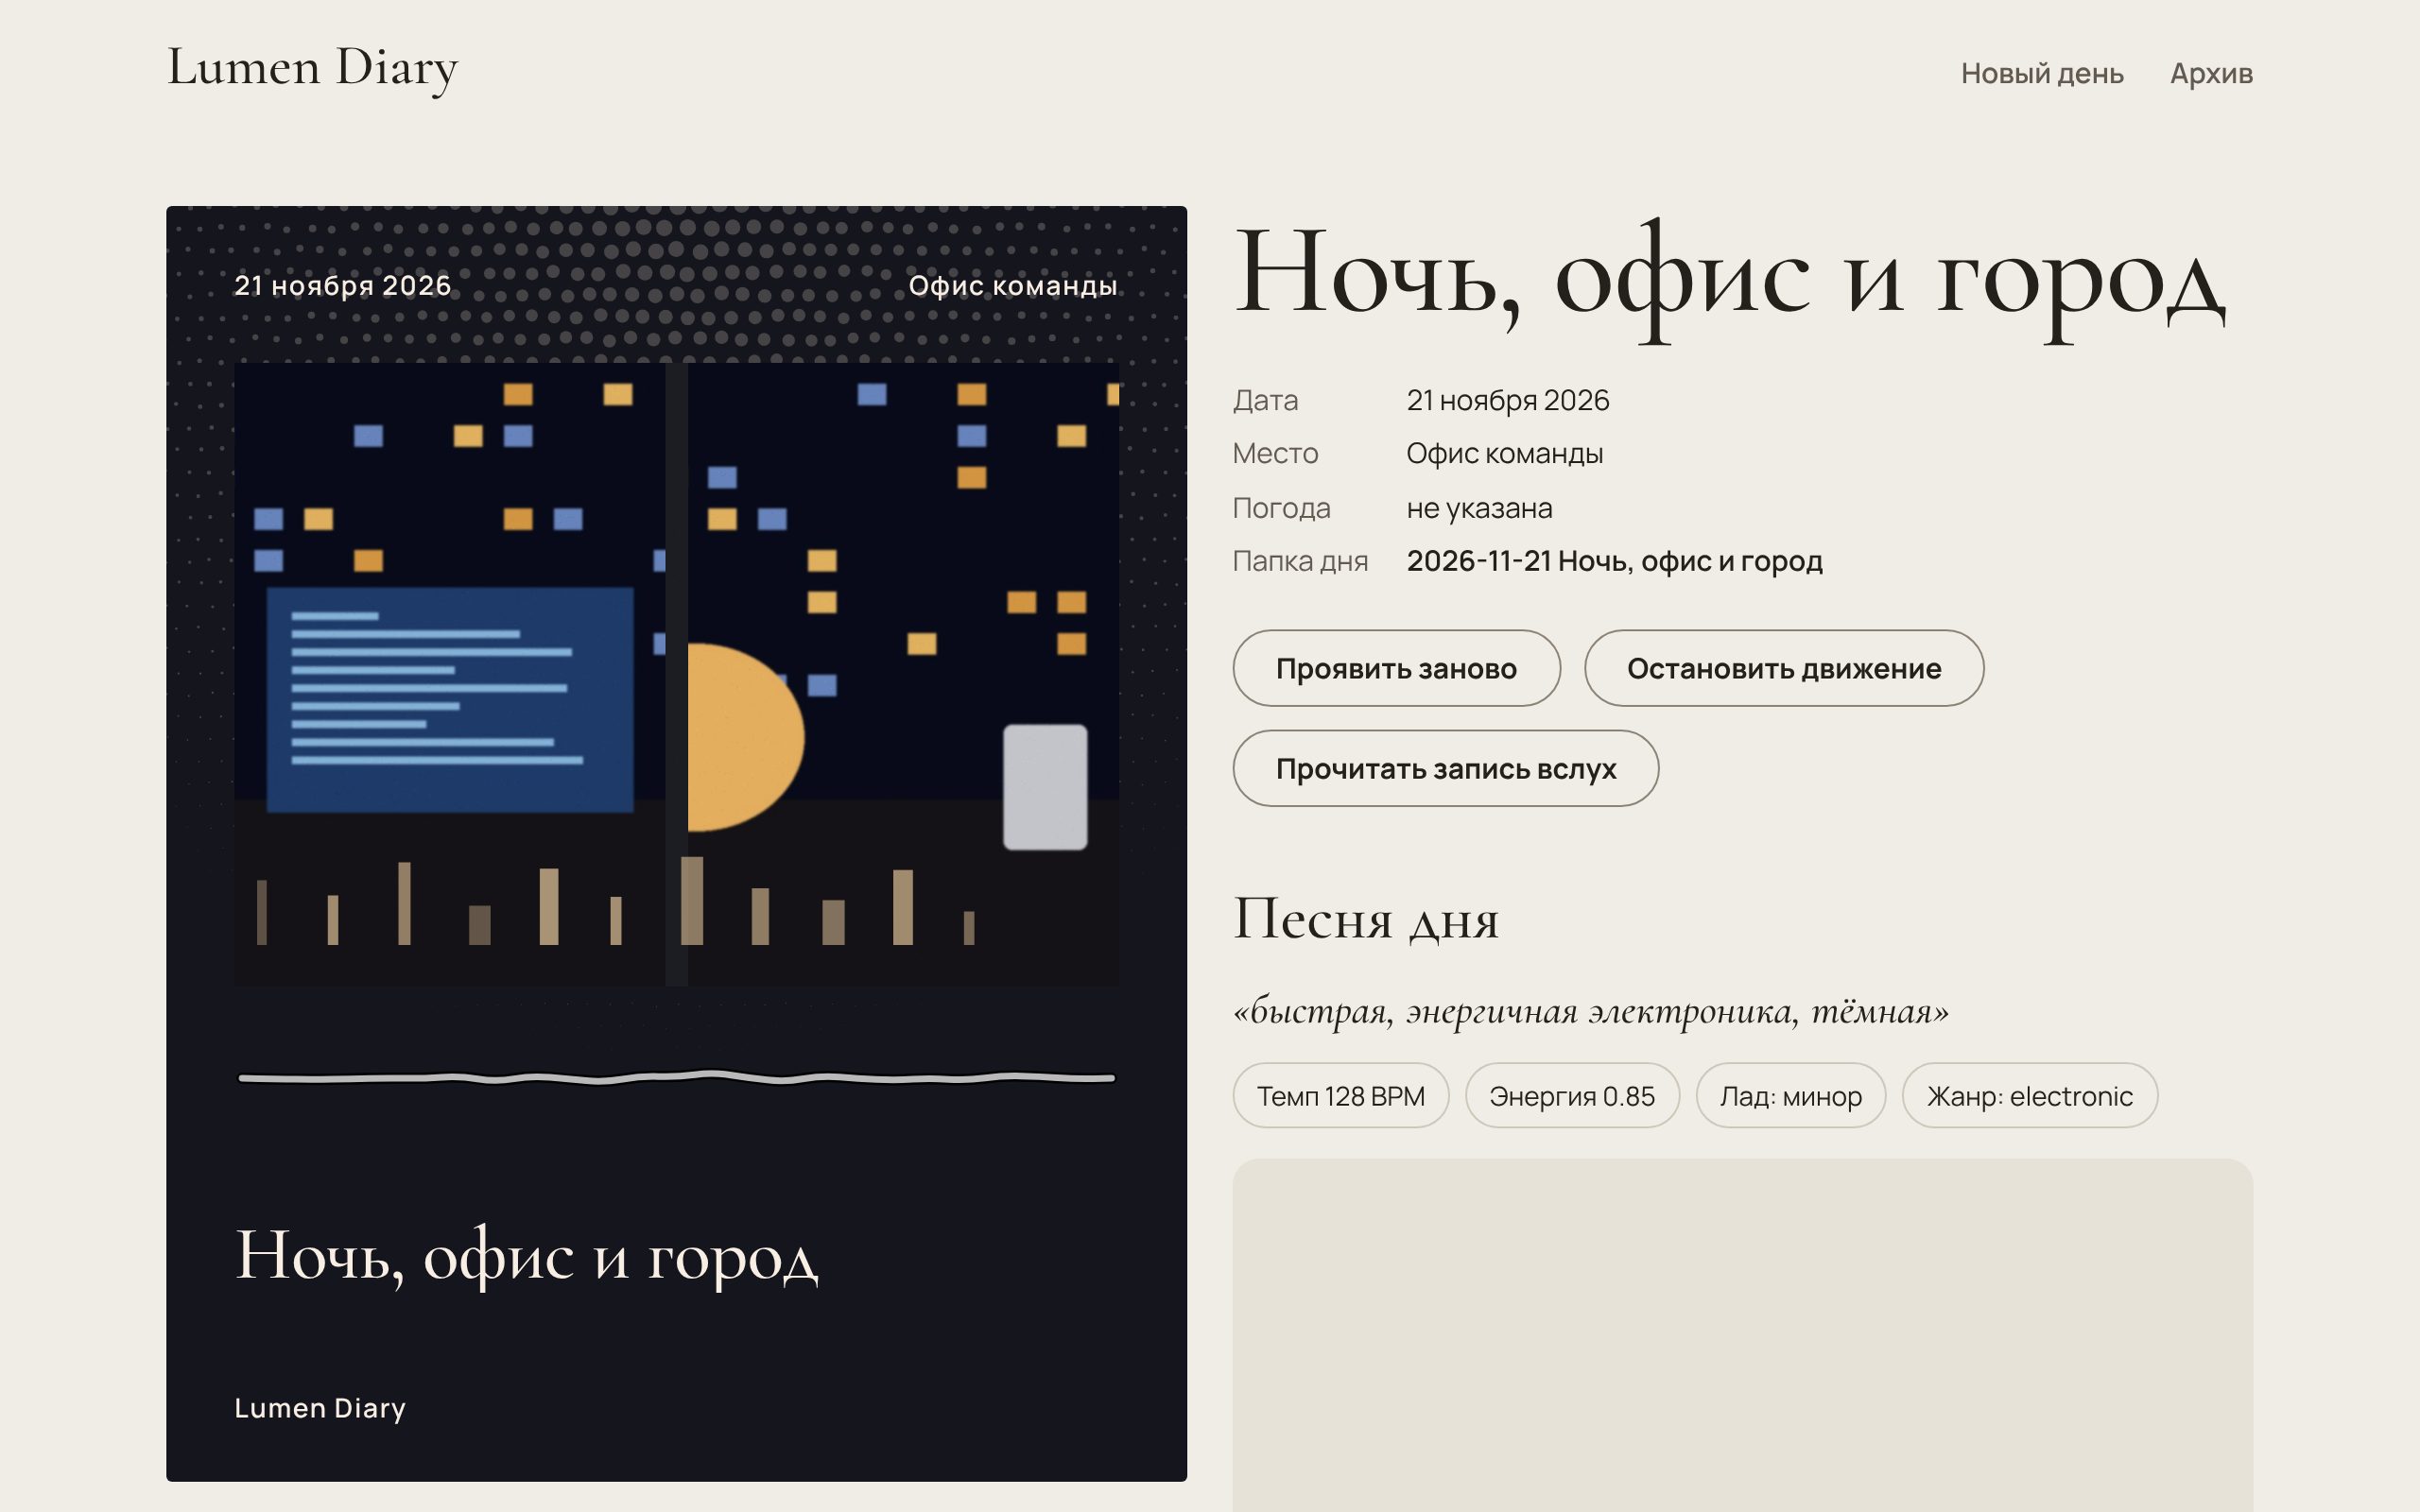 Lumen Diary
Новый день
Архив
21 ноября 2026
Офис команды
Ночь, офис и город
Lumen Diary
Ночь, офис и город
Дата 21 ноября 2026
Место Офис команды
Погода не указана
Папка дня 2026-11-21 Ночь, офис и город
Проявить заново
Остановить движение
Прочитать запись вслух
Песня дня
«быстрая, энергичная электроника, тёмная»
Темп 128 BPM
Энергия 0.85
Лад: минор
Жанр: electronic